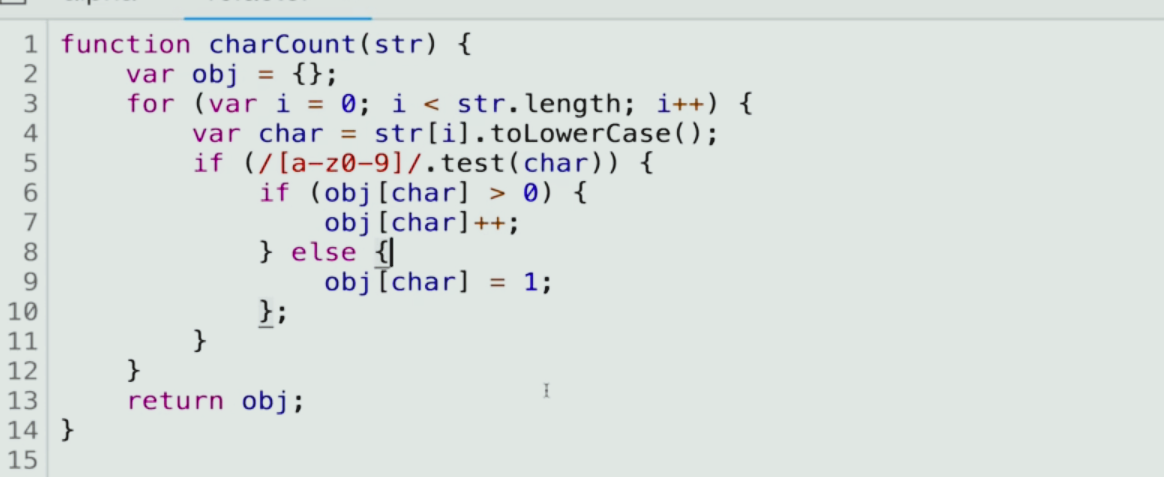 1 function charCount(str) {
2     var obj = {};
3     for (var i = 0; i < str.length; i++) {
4         var char = str[i].toLowerCase();
5         if (/[a-z0-9]/.test(char)) {
6             if (obj[char] > 0) {
7                 obj[char]++;
8             } else {
9                 obj[char] = 1;
10             };
11         }
12     }
13     return obj;
14 }
15